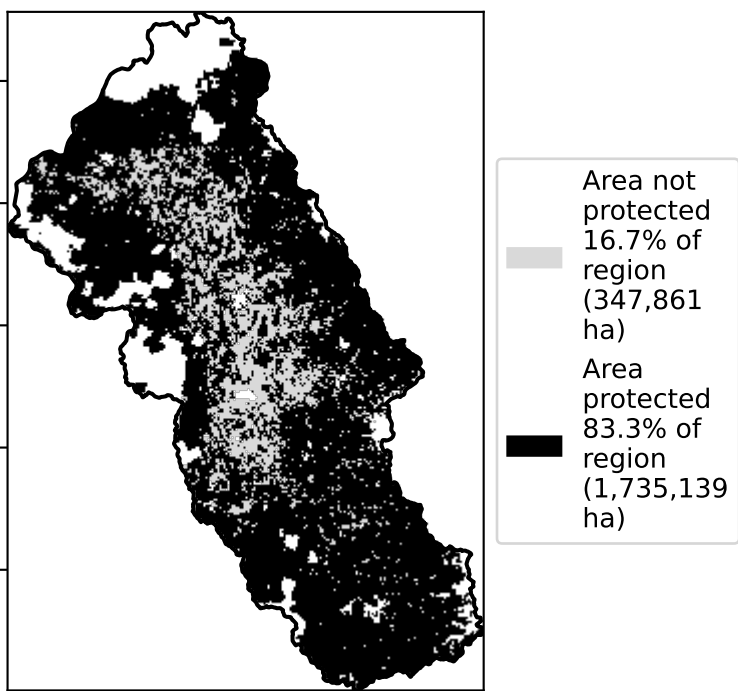 Area not
protected
16.7% of
region
(347,861
ha)
Area
protected
83.3% of
region
(1,735,139
ha)